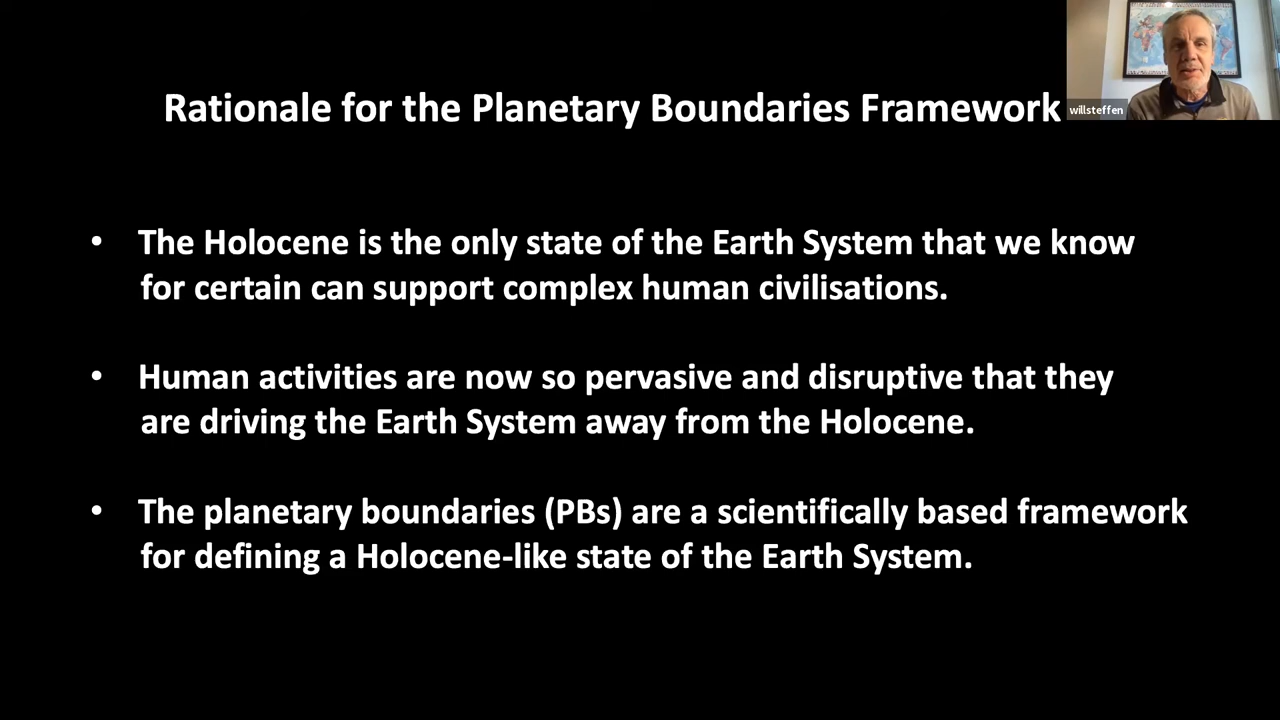 Rationale for the Planetary Boundaries Framework
willsteffen
• The Holocene is the only state of the Earth System that we know
for certain can support complex human civilisations.
• Human activities are now so pervasive and disruptive that they
are driving the Earth System away from the Holocene.
• The planetary boundaries (PBs) are a scientifically based framework
for defining a Holocene-like state of the Earth System.